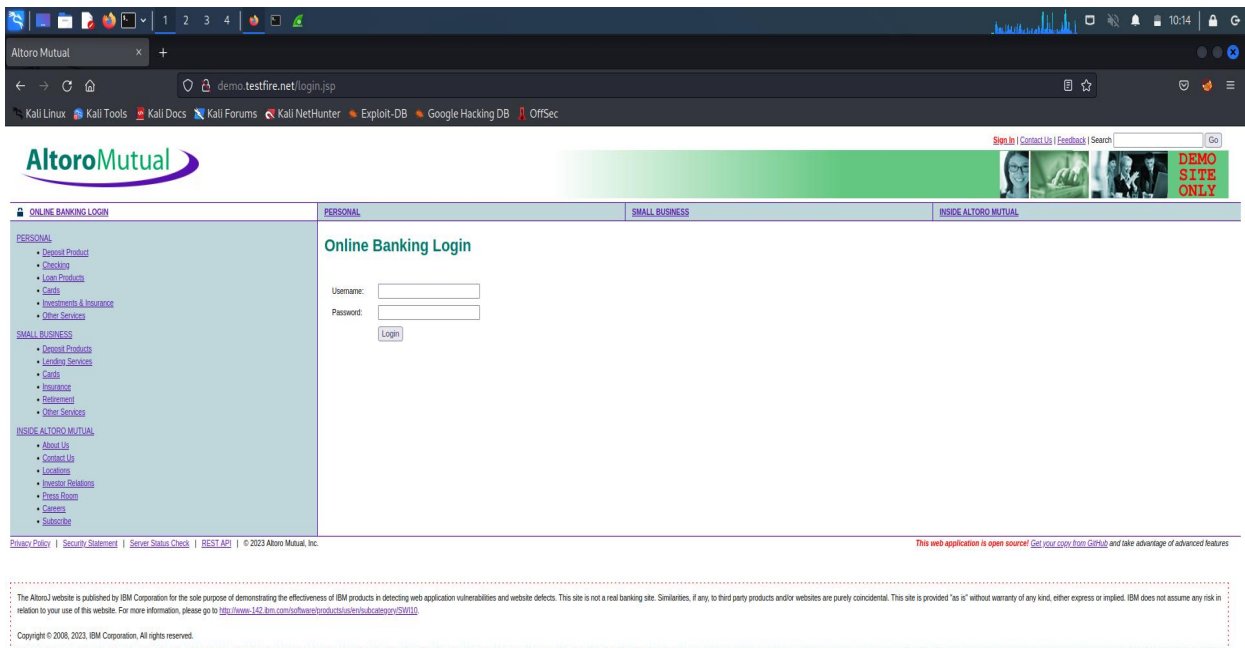 1 2 3 4 10:14
Altoro Mutual × +
demo.testfire.net/login.jsp
Kali Linux Kali Tools Kali Docs Kali Forums Kali NetHunter Exploit-DB Google Hacking DB OffSec
Sign In | Contact Us | Feedback | Search Go
AltoroMutual
DEMO
SITE
ONLY
ONLINE BANKING LOGIN PERSONAL SMALL BUSINESS INSIDE ALTORO MUTUAL
PERSONAL
• Deposit Product
• Checking
• Loan Products
• Cards
• Investments & Insurance
• Other Services
SMALL BUSINESS
• Deposit Products
• Lending Services
• Cards
• Insurance
• Retirement
• Other Services
INSIDE ALTORO MUTUAL
• About Us
• Contact Us
• Locations
• Investor Relations
• Press Room
• Careers
• Subscribe
Online Banking Login
Username:
Password:
Login
Privacy Policy | Security Statement | Server Status Check | REST API | © 2023 Altoro Mutual, Inc. This web application is open source! Get your copy from GitHub and take advantage of advanced features
The AltoroJ website is published by IBM Corporation for the sole purpose of demonstrating the effectiveness of IBM products in detecting web application vulnerabilities and website defects. This site is not a real banking site. Similarities, if any, to third party products and/or websites are purely coincidental. This site is provided "as is" without warranty of any kind, either express or implied. IBM does not assume any risk in
relation to your use of this website. For more information, please go to http://www-142.ibm.com/software/products/us/en/subcategory/SWI10.
Copyright © 2008, 2023, IBM Corporation, All rights reserved.